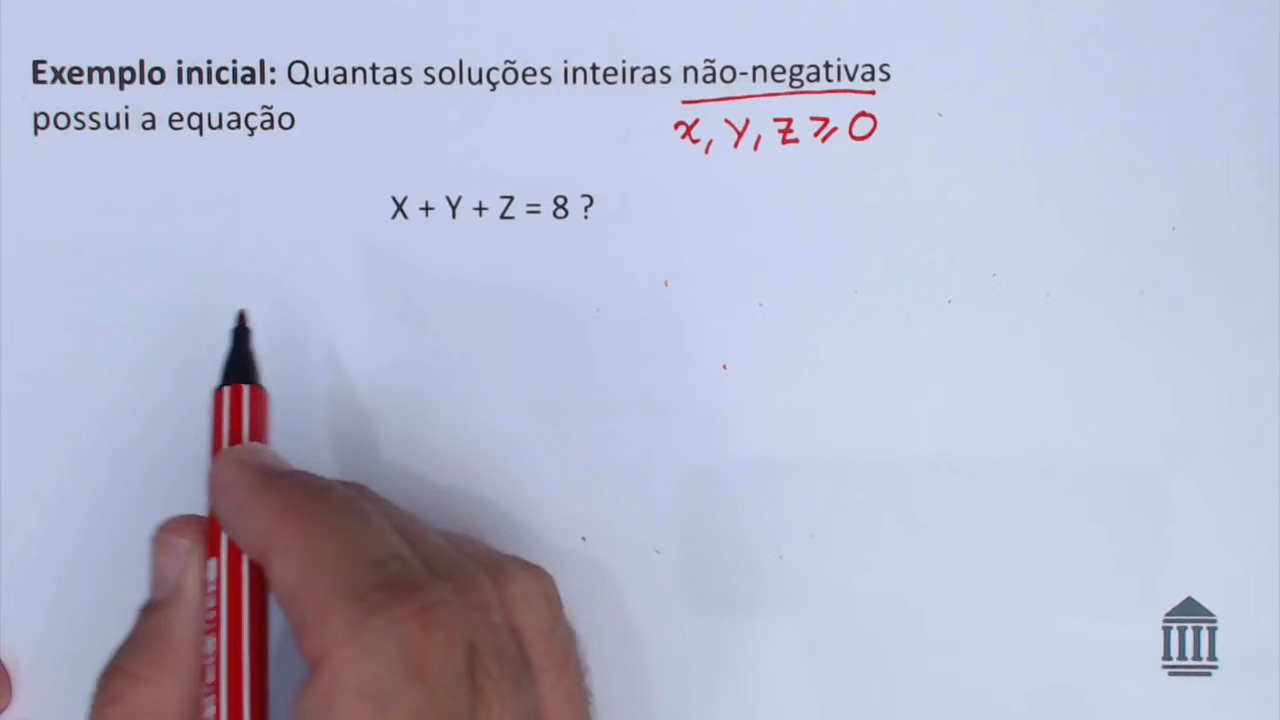 Exemplo inicial: Quantas soluções inteiras não-negativas
possui a equação
x, y, z ⩾ 0
X + Y + Z = 8 ?